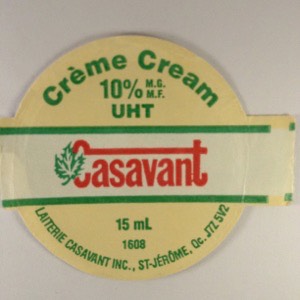 Crème Cream
10% M.G.
M.F.
UHT
Casavant
15 mL
1608
LAITERIE CASAVANT INC., ST-JÉRÔME, Qc. J7Z 5V2